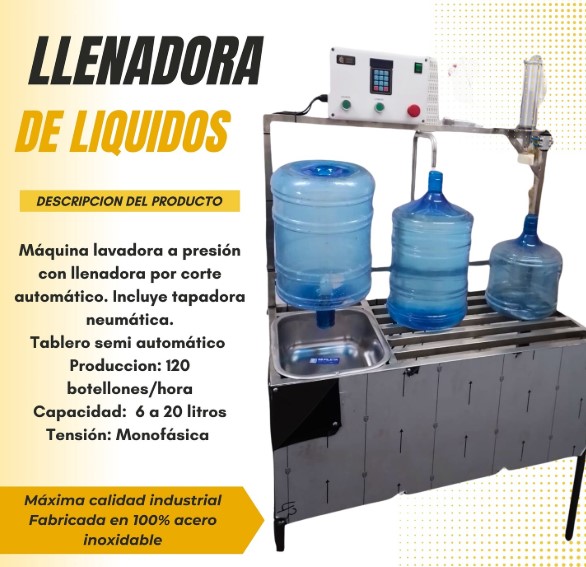 LLENADORA
DE LIQUIDOS
DESCRIPCION DEL PRODUCTO
Máquina lavadora a presión
con llenadora por corte
automático. Incluye tapadora
neumática.
Tablero semi automático
Produccion: 120
botellones/hora
Capacidad: 6 a 20 litros
Tensión: Monofásica
Máxima calidad industrial
Fabricada en 100% acero
inoxidable